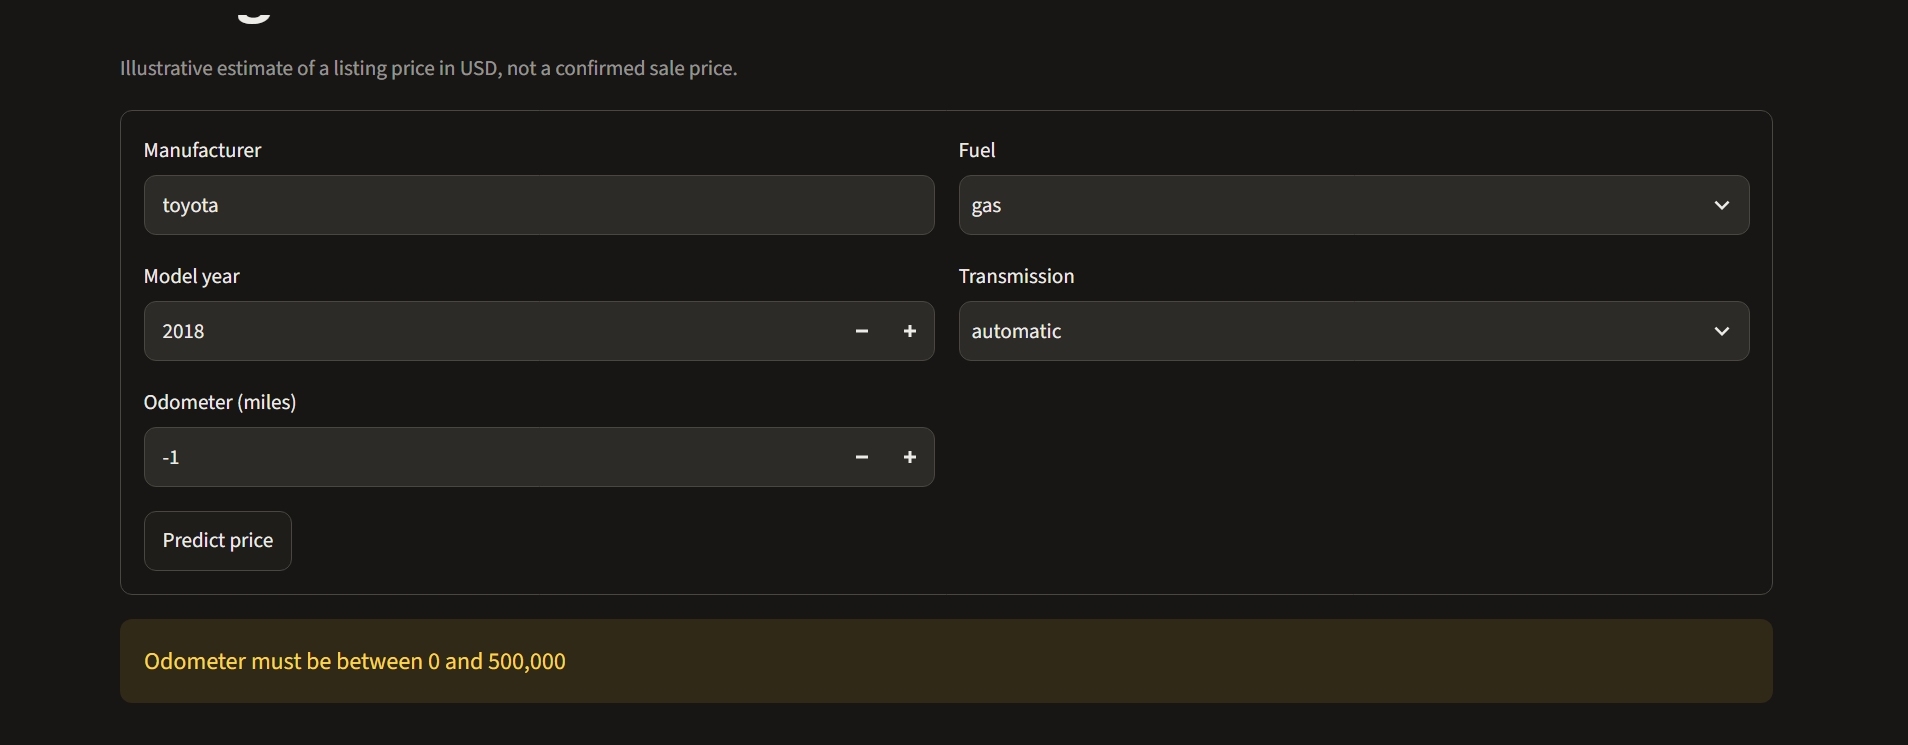 Illustrative estimate of a listing price in USD, not a confirmed sale price.
Manufacturer
toyota
Fuel
gas
Model year
2018
Transmission
automatic
Odometer (miles)
-1
Predict price
Odometer must be between 0 and 500,000